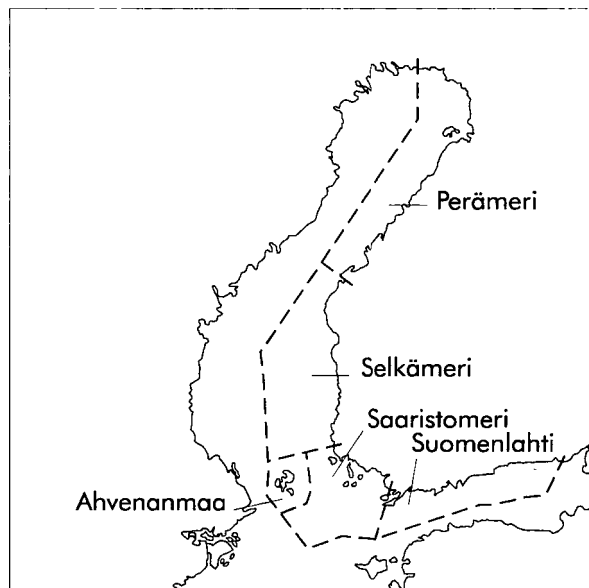 Perämeri
Selkämeri
Saaristomeri
Suomenlahti
Ahvenanmaa